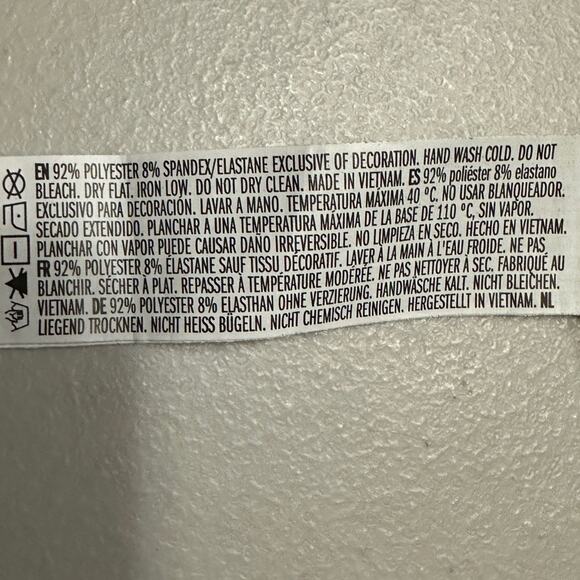 EN 92% POLYESTER 8% SPANDEX/ELASTANE EXCLUSIVE OF DECORATION. HAND WASH COLD. DO NOT
BLEACH. DRY FLAT. IRON LOW. DO NOT DRY CLEAN. MADE IN VIETNAM. ES 92% poliéster 8% elastano
EXCLUSIVO PARA DECORACIÓN. LAVAR A MANO. TEMPERATURA MÁXIMA 40 ºC. NO USAR BLANQUEADOR.
SECADO EXTENDIDO. PLANCHAR A UNA TEMPERATURA MÁXIMA DE LA BASE DE 110 ºC, SIN VAPOR.
PLANCHAR CON VAPOR PUEDE CAUSAR DAÑO IRREVERSIBLE. NO LIMPIEZA EN SECO. HECHO EN VIETNAM.
FR 92% POLYESTER 8% ÉLASTANE SAUF TISSU DÉCORATIF. LAVER À LA MAIN À L'EAU FROIDE. NE PAS
BLANCHIR. SÉCHER À PLAT. REPASSER À TEMPÉRATURE MODÉRÉE. NE PAS NETTOYER À SEC. FABRIQUÉ AU
VIETNAM. DE 92% POLYESTER 8% ELASTHAN OHNE VERZIERUNG. HANDWÄSCHE KALT. NICHT BLEICHEN.
LIEGEND TROCKNEN. NICHT HEISS BÜGELN. NICHT CHEMISCH REINIGEN. HERGESTELLT IN VIETNAM. NL